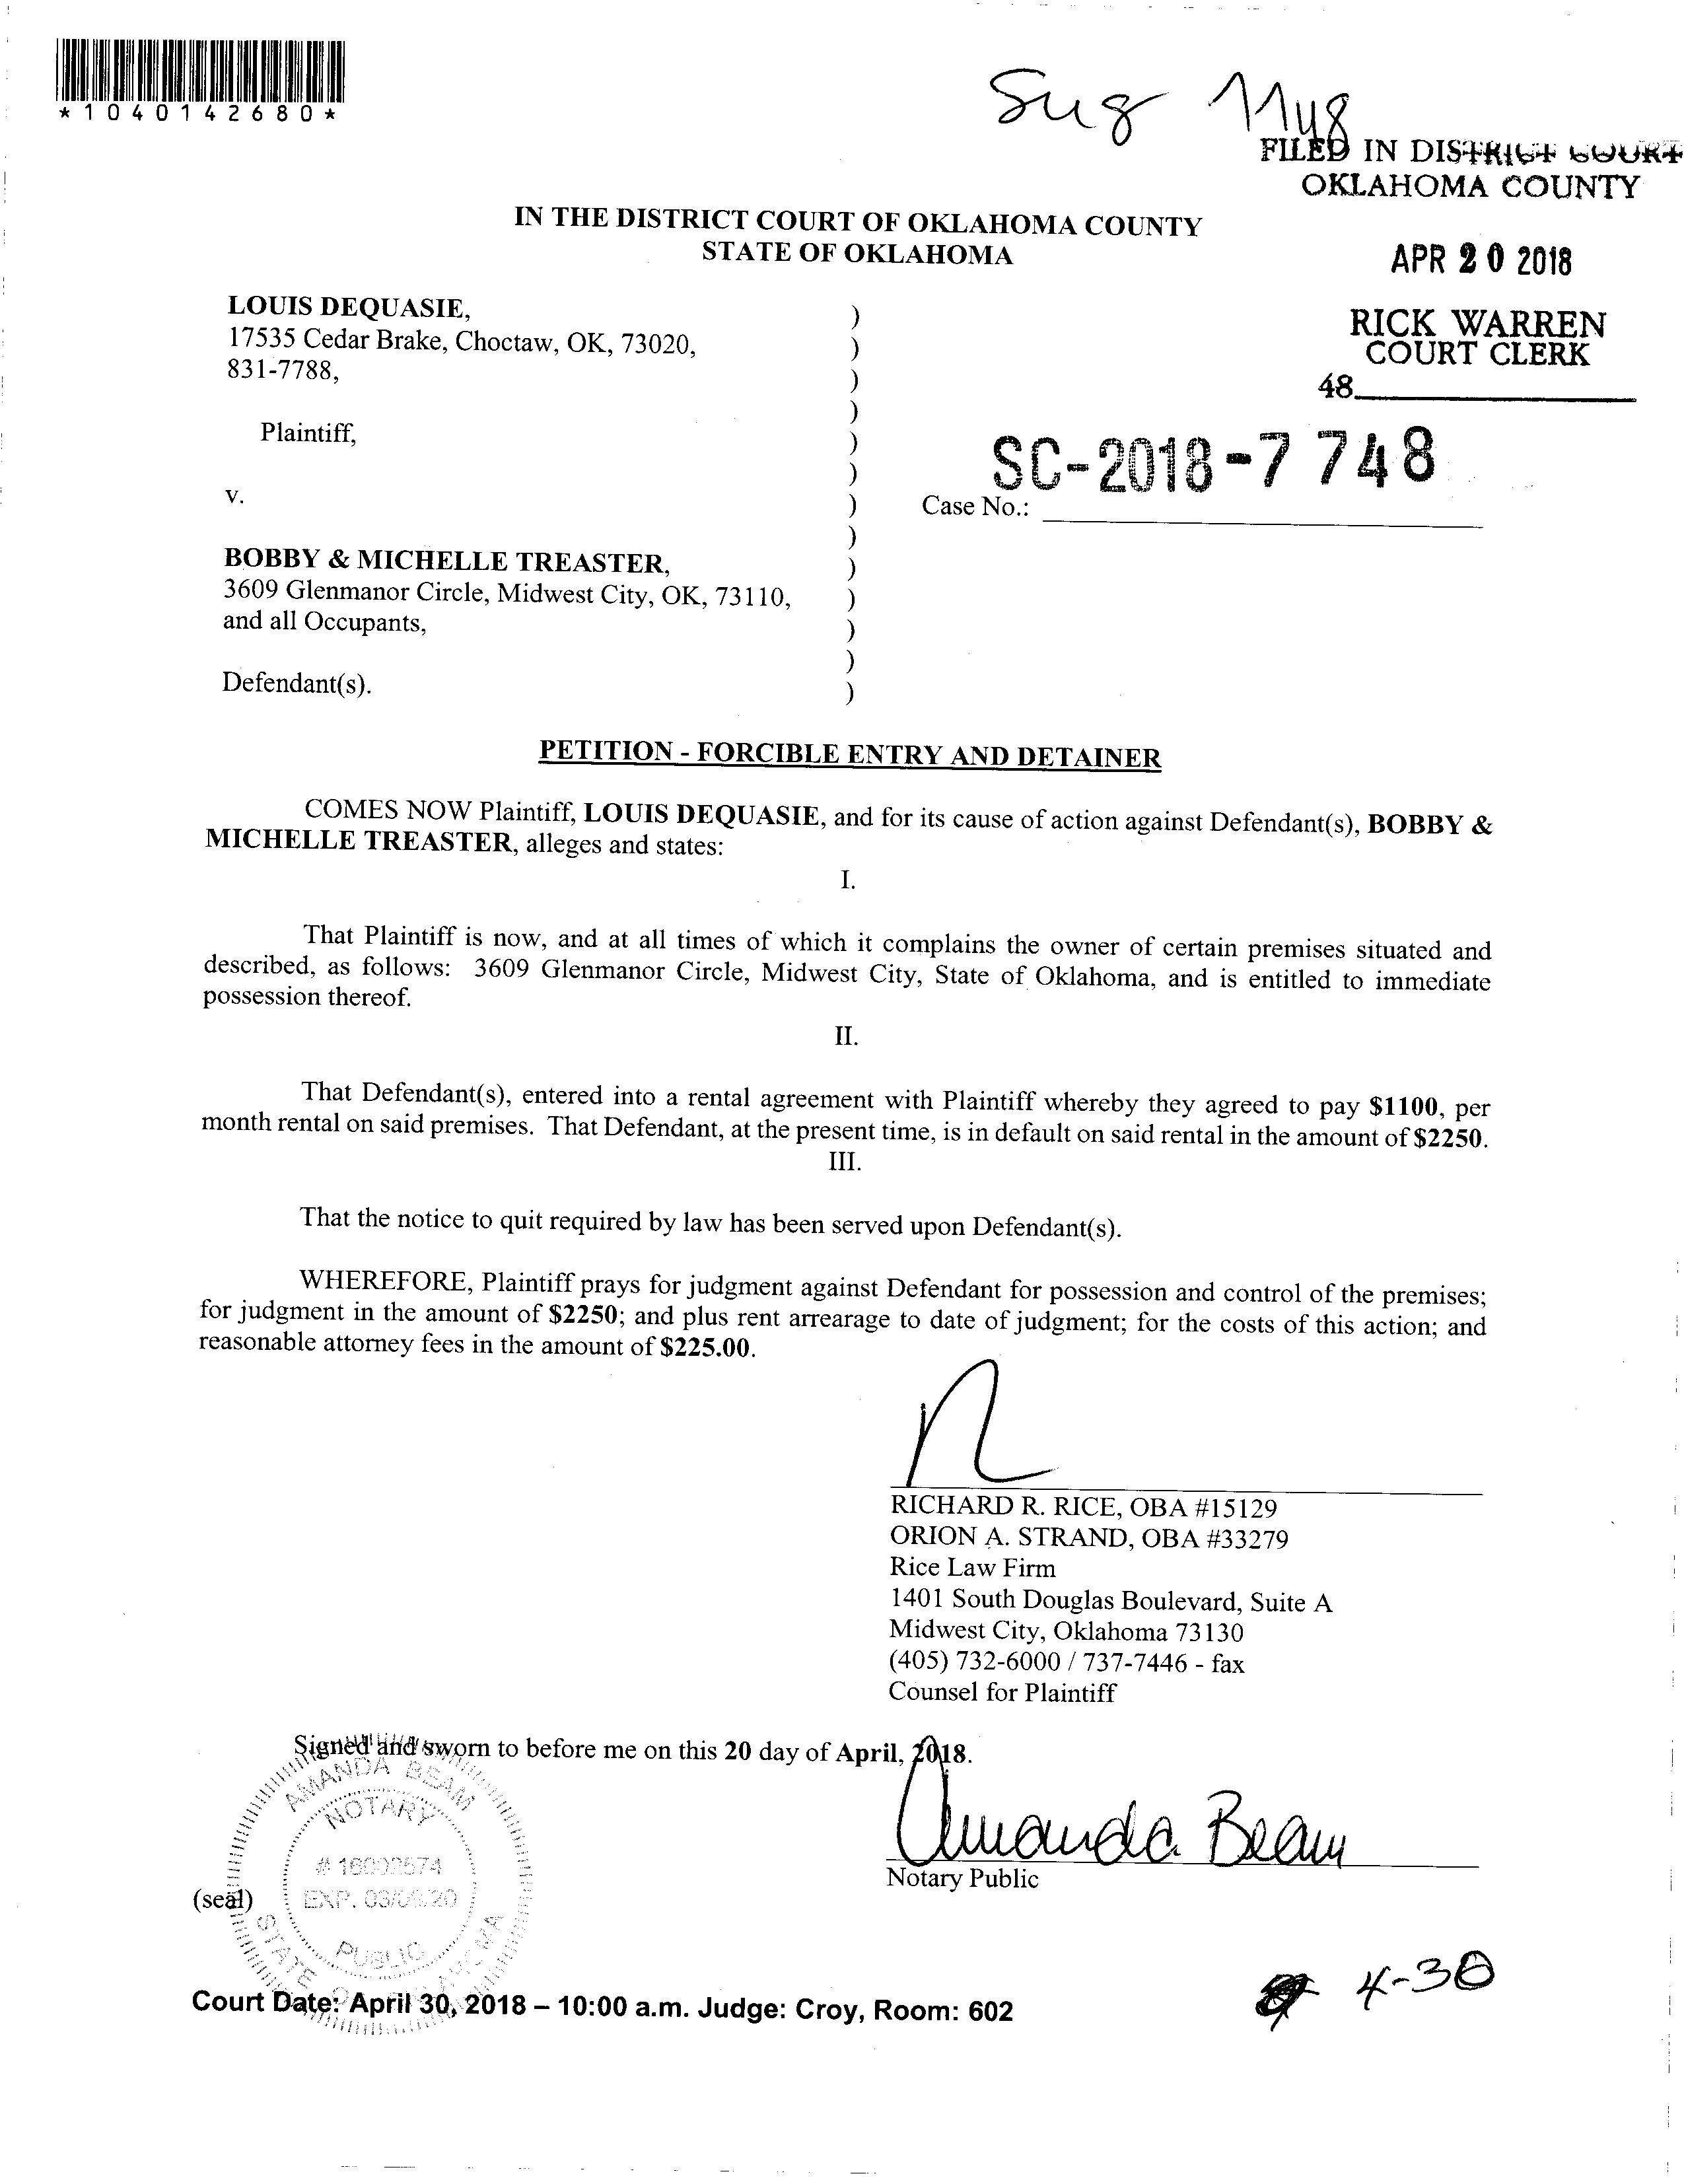 *1040142680*
FILED IN DISTRICT COURT
OKLAHOMA COUNTY
IN THE DISTRICT COURT OF OKLAHOMA COUNTY
STATE OF OKLAHOMA
APR 20 2018
RICK WARREN
COURT CLERK
48
LOUIS DEQUASIE, )
17535 Cedar Brake, Choctaw, OK, 73020, )
831-7788, )
)
Plaintiff, )
) SC-2018-7 748
v. ) Case No.:
)
BOBBY & MICHELLE TREASTER, )
3609 Glenmanor Circle, Midwest City, OK, 73110, )
and all Occupants, )
)
Defendant(s). )
PETITION - FORCIBLE ENTRY AND DETAINER
COMES NOW Plaintiff, LOUIS DEQUASIE, and for its cause of action against Defendant(s), BOBBY &
MICHELLE TREASTER, alleges and states:
I.
That Plaintiff is now, and at all times of which it complains the owner of certain premises situated and
described, as follows: 3609 Glenmanor Circle, Midwest City, State of Oklahoma, and is entitled to immediate
possession thereof.
II.
That Defendant(s), entered into a rental agreement with Plaintiff whereby they agreed to pay $1100, per
month rental on said premises. That Defendant, at the present time, is in default on said rental in the amount of $2250.
III.
That the notice to quit required by law has been served upon Defendant(s).
WHEREFORE, Plaintiff prays for judgment against Defendant for possession and control of the premises;
for judgment in the amount of $2250; and plus rent arrearage to date of judgment; for the costs of this action; and
reasonable attorney fees in the amount of $225.00.
RICHARD R. RICE, OBA #15129
ORION A. STRAND, OBA #33279
Rice Law Firm
1401 South Douglas Boulevard, Suite A
Midwest City, Oklahoma 73130
(405) 732-6000 / 737-7446 - fax
Counsel for Plaintiff
Signed and sworn to before me on this 20 day of April, 2018.
AMANDA BEAM
NOTARY
EXP.
PUBLIC
STATE
Amanda Beam
Notary Public
(seal)
4-30
Court Date: April 30, 2018 – 10:00 a.m. Judge: Croy, Room: 602